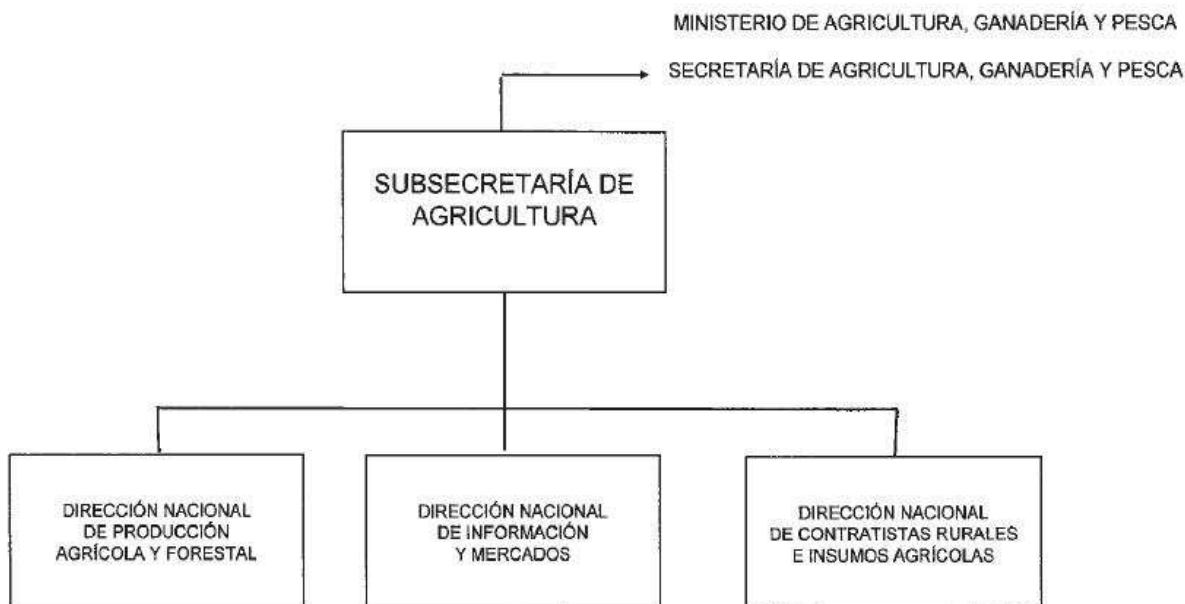 MINISTERIO DE AGRICULTURA, GANADERÍA Y PESCA
SECRETARÍA DE AGRICULTURA, GANADERÍA Y PESCA
SUBSECRETARÍA DE
AGRICULTURA
DIRECCIÓN NACIONAL
DE PRODUCCIÓN
AGRÍCOLA Y FORESTAL
DIRECCIÓN NACIONAL
DE INFORMACIÓN
Y MERCADOS
DIRECCIÓN NACIONAL
DE CONTRATISTAS RURALES
E INSUMOS AGRÍCOLAS